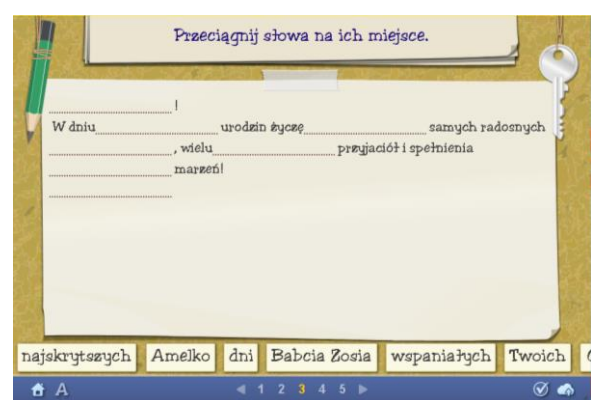 Przeciągnij słowa na ich miejsce.
!
W dniu urodzin życzę samych radosnych
, wielu przyjaciół i spełnienia
marzeń!
najskrytszych Amelko dni Babcia Zosia wspaniałych Twoich
A 1 2 3 4 5